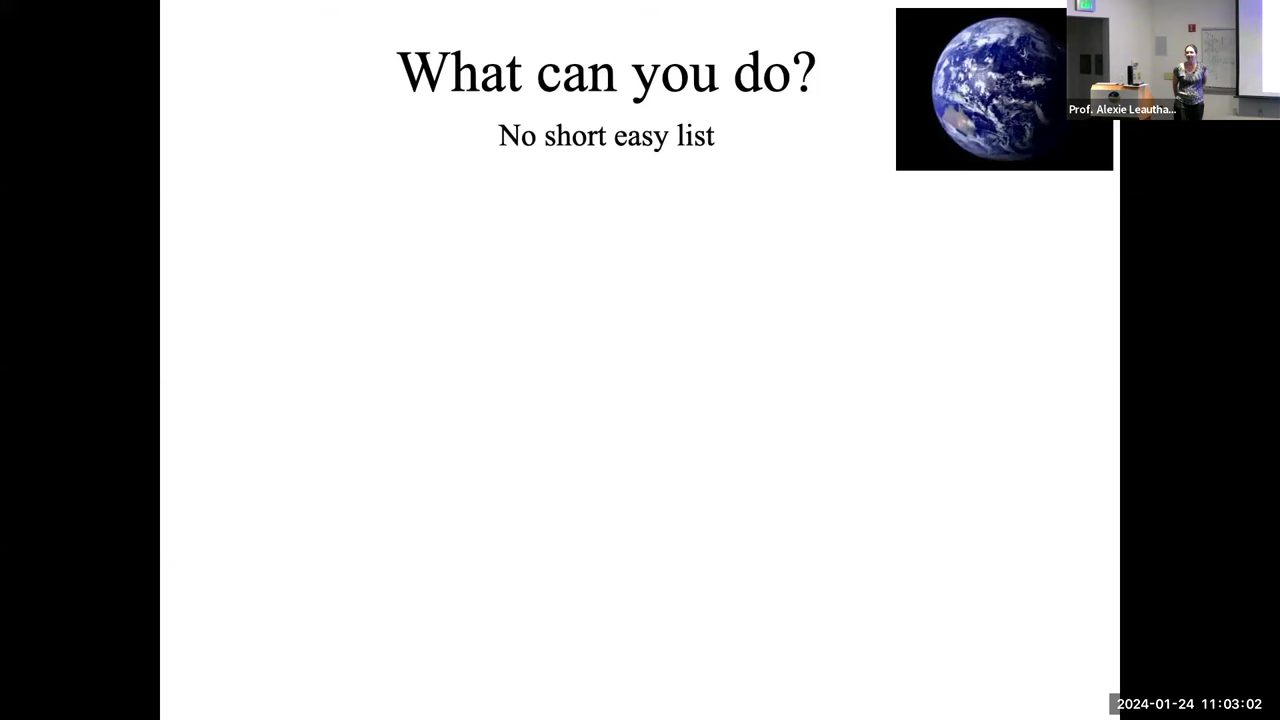 What can you do?
No short easy list
Prof. Alexie Leautha...
2024-01-24 11:03:02